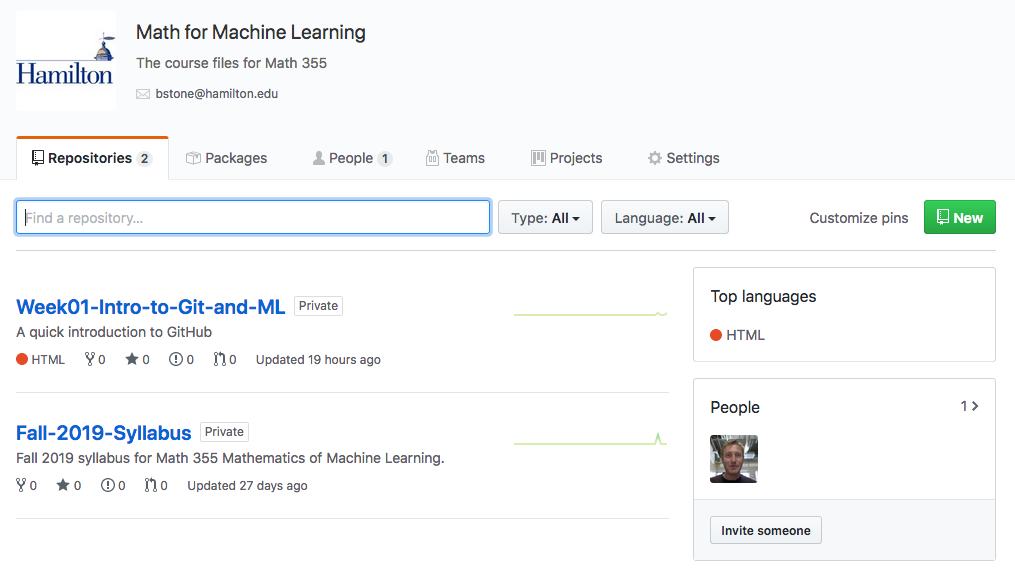 Hamilton
Math for Machine Learning
The course files for Math 355
bstone@hamilton.edu
Repositories 2 Packages People 1 Teams Projects Settings
Find a repository... Type: All Language: All Customize pins New
Week01-Intro-to-Git-and-ML Private
A quick introduction to GitHub
HTML 0 0 0 0 Updated 19 hours ago
Fall-2019-Syllabus Private
Fall 2019 syllabus for Math 355 Mathematics of Machine Learning.
0 0 0 0 Updated 27 days ago
Top languages
HTML
People 1
Invite someone